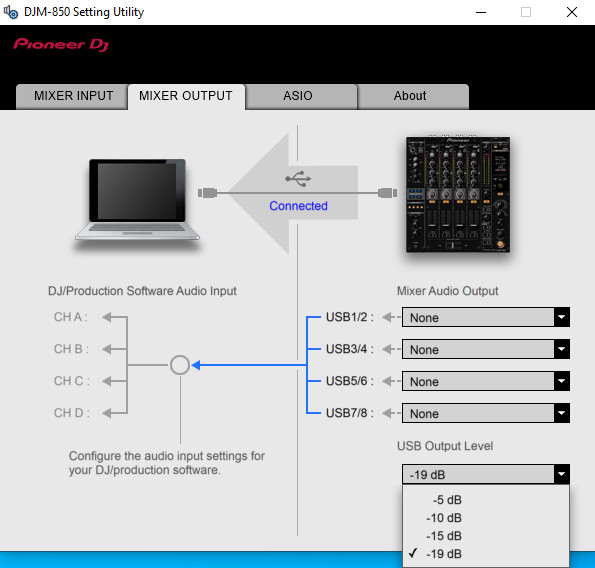 DJM-850 Setting Utility
Pioneer Dj
MIXER INPUT
MIXER OUTPUT
ASIO
About
Connected
DJ/Production Software Audio Input
Mixer Audio Output
CH A :
USB1/2 :
None
CH B :
USB3/4 :
None
CH C :
USB5/6 :
None
CH D :
USB7/8 :
None
Configure the audio input settings for
your DJ/production software.
USB Output Level
-19 dB
-5 dB
-10 dB
-15 dB
-19 dB